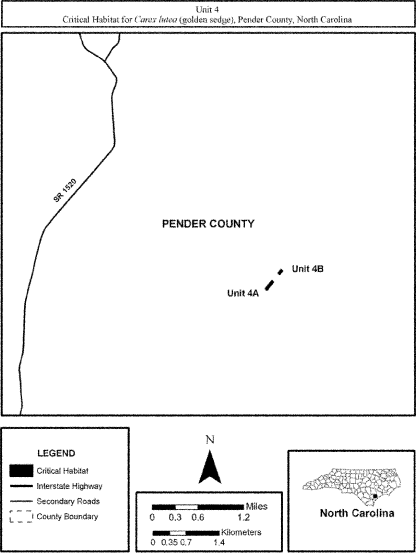 Unit 4
Critical Habitat for Carex lutea (golden sedge), Pender County, North Carolina
SR 1520
PENDER COUNTY
Unit 4B
Unit 4A
LEGEND
Critical Habitat
Interstate Highway
Secondary Roads
County Boundary
N
Miles
0 0.3 0.6 1.2
Kilometers
0 0.35 0.7 1.4
North Carolina